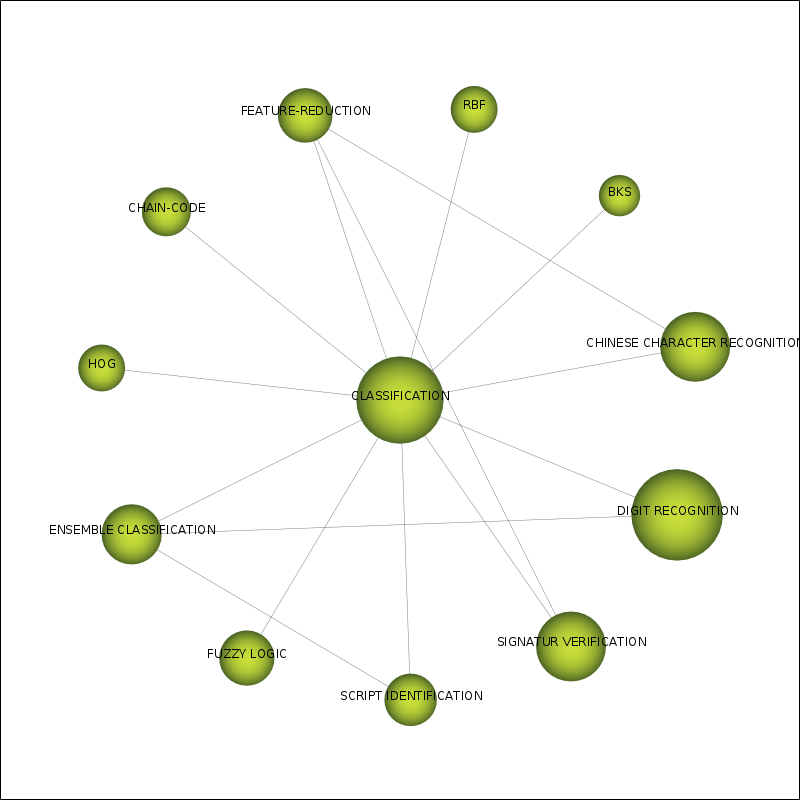 RBF
FEATURE-REDUCTION
BKS
CHAIN-CODE
CHINESE CHARACTER RECOGNITION
HOG
CLASSIFICATION
DIGIT RECOGNITION
ENSEMBLE CLASSIFICATION
SIGNATUR VERIFICATION
FUZZY LOGIC
SCRIPT IDENTIFICATION